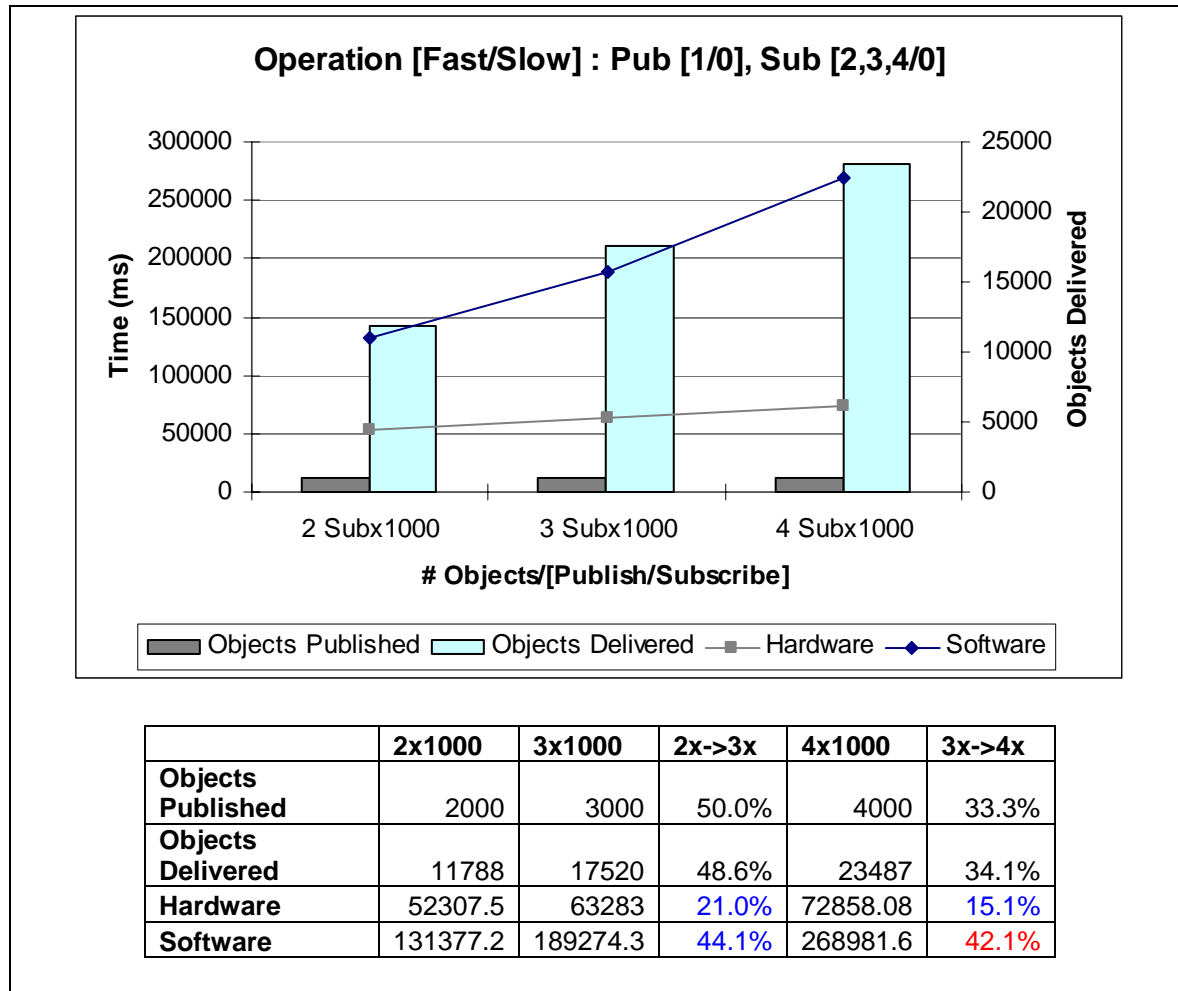 Operation [Fast/Slow] : Pub [1/0], Sub [2,3,4/0]
300000
250000
200000
150000
100000
50000
0
Time (ms)
25000
20000
15000
10000
5000
0
Objects Delivered
2 Subx1000 3 Subx1000 4 Subx1000
# Objects/[Publish/Subscribe]
Objects Published Objects Delivered Hardware Software
2x1000 3x1000 2x->3x 4x1000 3x->4x
Objects
Published 2000 3000 50.0% 4000 33.3%
Objects
Delivered 11788 17520 48.6% 23487 34.1%
Hardware 52307.5 63283 21.0% 72858.08 15.1%
Software 131377.2 189274.3 44.1% 268981.6 42.1%